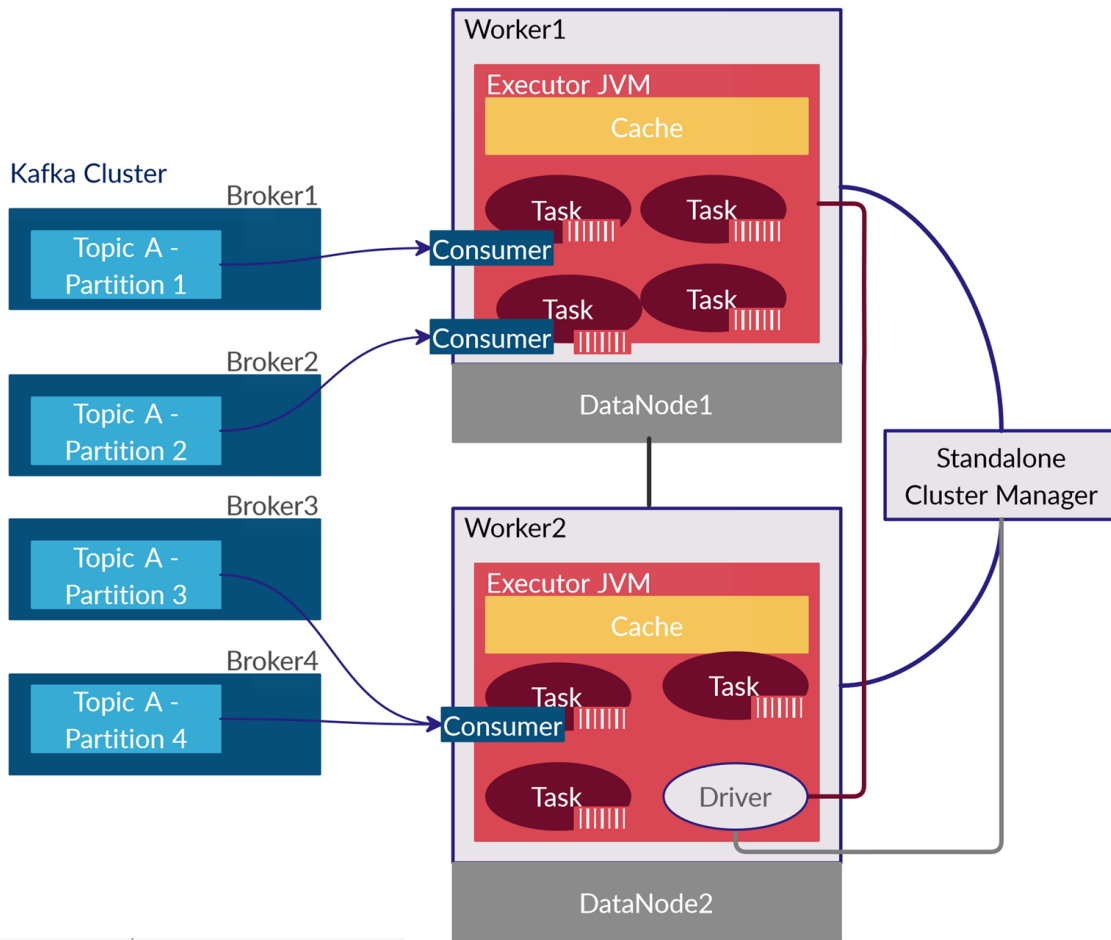 Kafka Cluster
Broker1
Topic A -
Partition 1
Broker2
Topic A -
Partition 2
Broker3
Topic A -
Partition 3
Broker4
Topic A -
Partition 4
Worker1
Executor JVM
Cache
Task
Task
Consumer
Task
Task
Consumer
DataNode1
Worker2
Executor JVM
Cache
Task
Task
Consumer
Task
Driver
DataNode2
Standalone
Cluster Manager